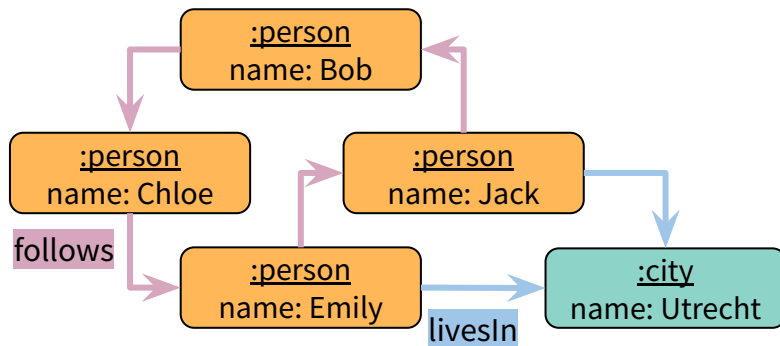 :person
name: Bob
:person
name: Chloe
:person
name: Jack
follows
:person
name: Emily
:city
name: Utrecht
livesIn